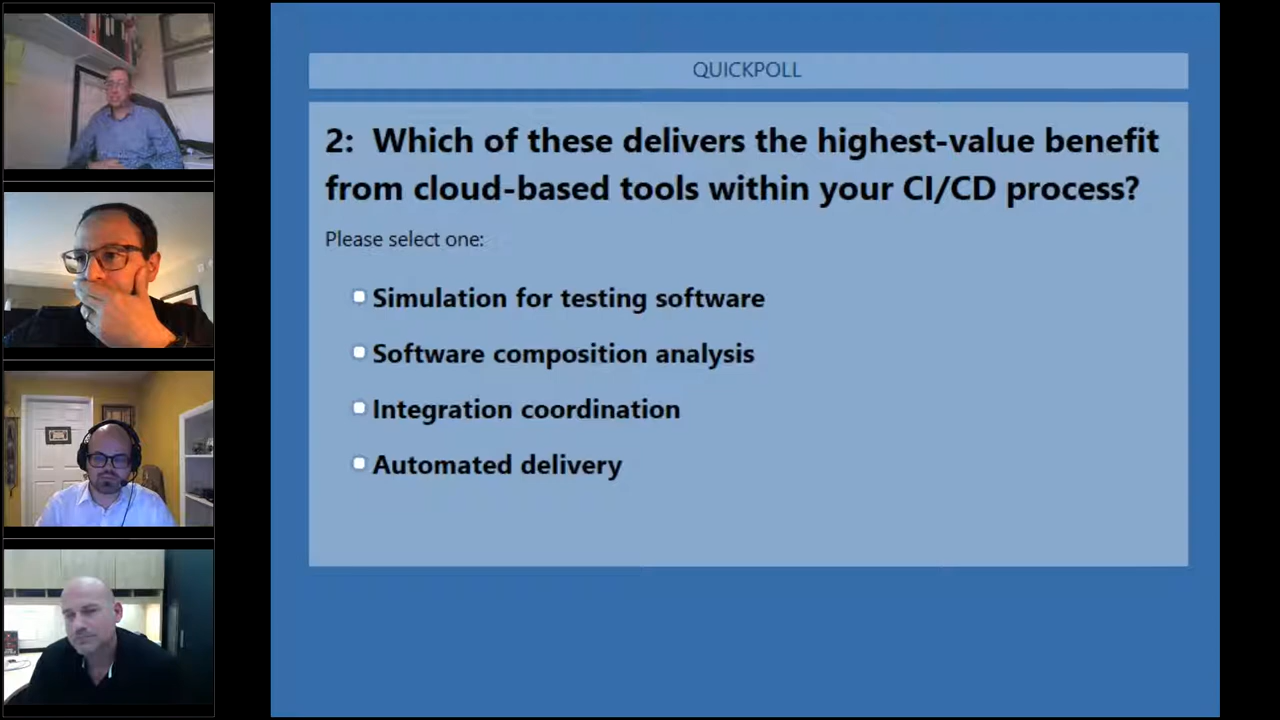 QUICKPOLL
2: Which of these delivers the highest-value benefit
from cloud-based tools within your CI/CD process?
Please select one:
Simulation for testing software
Software composition analysis
Integration coordination
Automated delivery